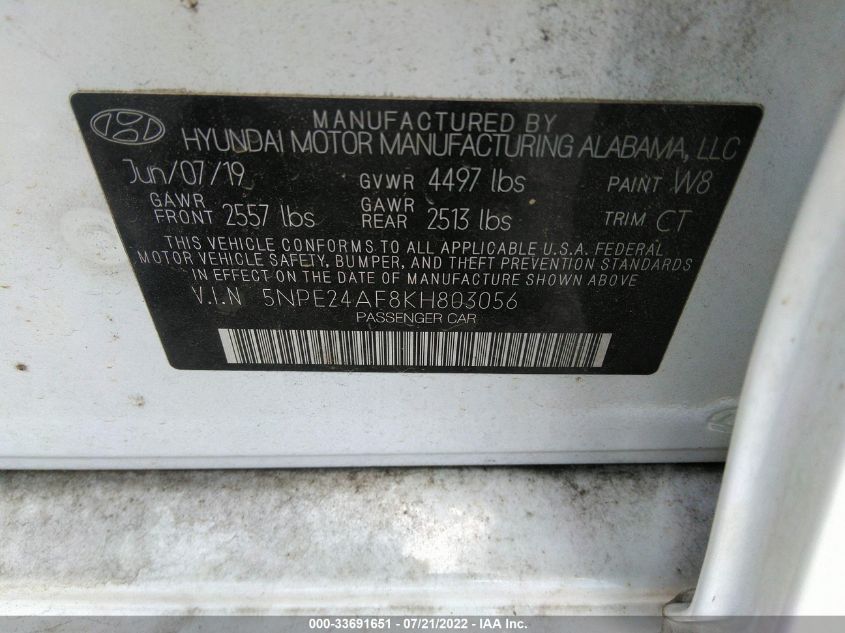 MANUFACTURED BY
HYUNDAI MOTOR MANUFACTURING ALABAMA, LLC
Jun/07/19 GVWR 4497 lbs PAINT W8
GAWR FRONT 2557 lbs GAWR REAR 2513 lbs TRIM CT
THIS VEHICLE CONFORMS TO ALL APPLICABLE U.S.A. FEDERAL
MOTOR VEHICLE SAFETY, BUMPER, AND THEFT PREVENTION STANDARDS
IN EFFECT ON THE DATE OF MANUFACTURE SHOWN ABOVE
V.I.N 5NPE24AF8KH803056
PASSENGER CAR
000-33691651 - 07/21/2022 - IAA Inc.